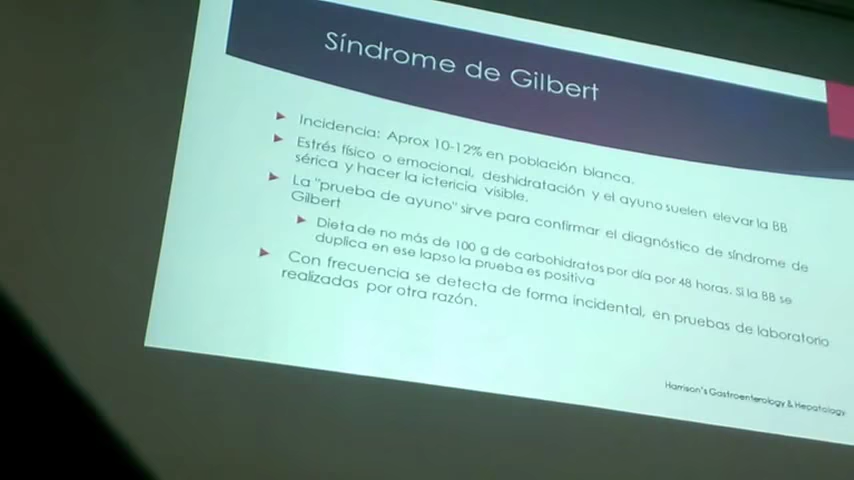 Síndrome de Gilbert
Incidencia: Aprox 10-12% en población blanca.
Estrés físico o emocional, deshidratación y el ayuno suelen elevar la BB
sérica y hacer la ictericia visible.
La "prueba de ayuno" sirve para confirmar el diagnóstico de síndrome de
Gilbert
Dieta de no más de 100 g de carbohidratos por día por 48 horas. Si la BB se
duplica en ese lapso la prueba es positiva
Con frecuencia se detecta de forma incidental, en pruebas de laboratorio
realizadas por otra razón.
Harrison's Gastroenterology & Hepatology